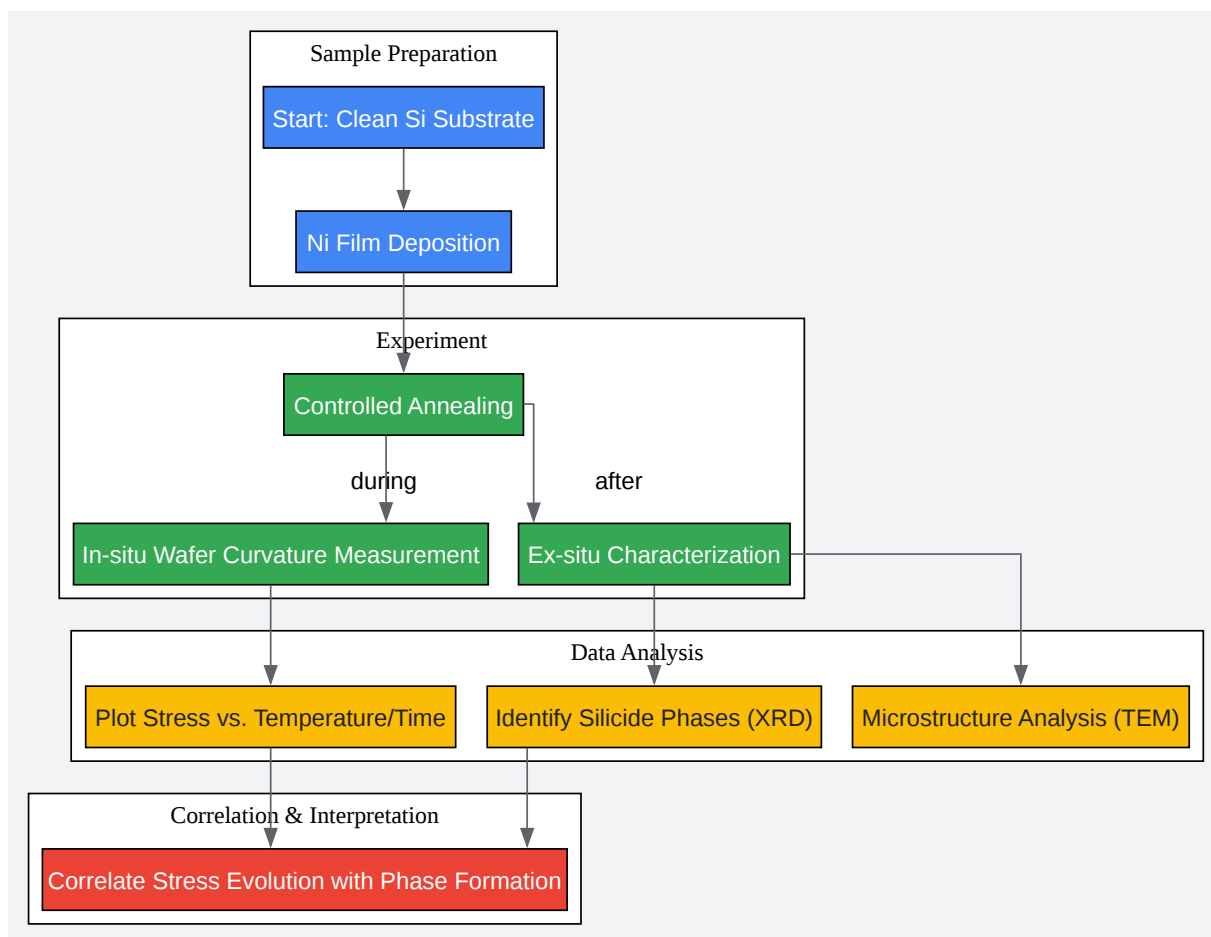 Sample Preparation
Start: Clean Si Substrate
Ni Film Deposition
Experiment
Controlled Annealing
during
after
In-situ Wafer Curvature Measurement
Ex-situ Characterization
Data Analysis
Plot Stress vs. Temperature/Time
Identify Silicide Phases (XRD)
Microstructure Analysis (TEM)
Correlation & Interpretation
Correlate Stress Evolution with Phase Formation